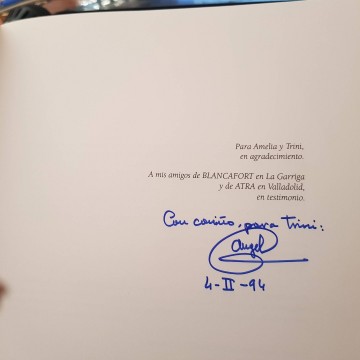 Para Amelia y Trini,
en agradecimiento.
A mis amigos de BLANCAFORT en La Garriga
y de ATRA en Valladolid,
en testimonio.
Con cariño, para Trini:
Angel
4-II-94